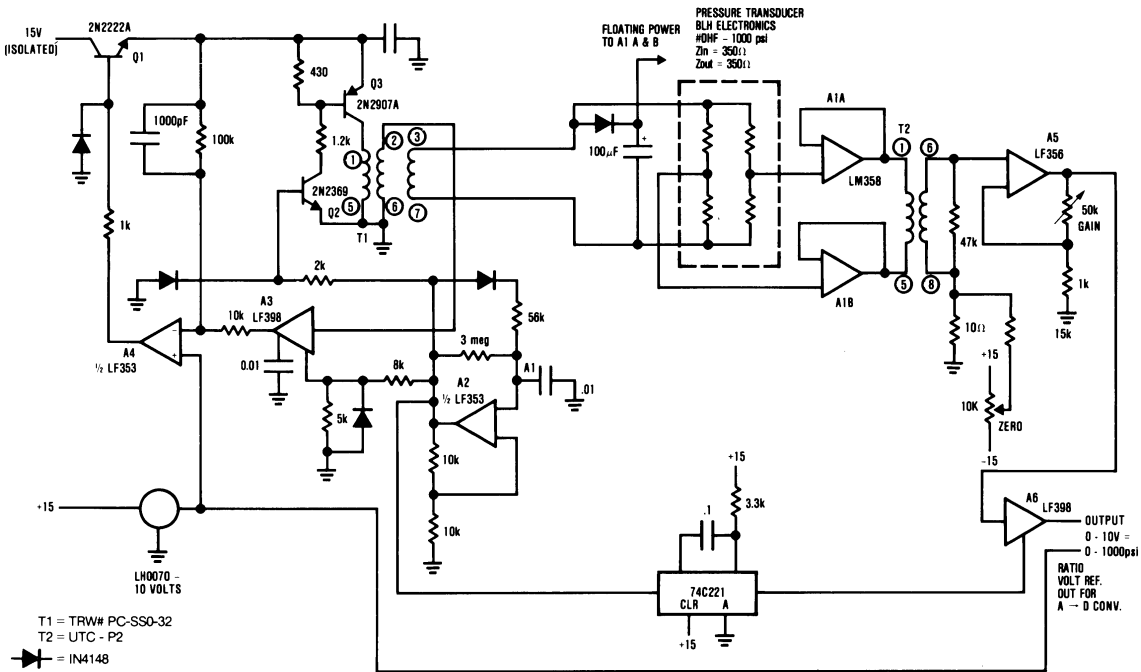 15V
(ISOLATED)
2N2222A
Q1
1000pF
100k
1k
430
Q3
2N2907A
1.2k
2N2369
Q2
1
5
T1
2
6
3
7
FLOATING POWER
TO A1 A & B
100µF
+
PRESSURE TRANSDUCER
BLH ELECTRONICS
#DHF – 1000 psi
Zin = 350Ω
Zout = 350Ω
A1A
LM358
A1B
T2
1
5
6
8
47k
A5
LF356
50k
GAIN
1k
15k
10Ω
+15
10K
ZERO
-15
2k
56k
3 meg
A1
.01
A3
LF398
10k
0.01
8k
5k
A4
½ LF353
−
+
A2
½ LF353
10k
10k
+15
LH0070 –
10 VOLTS
+15
3.3k
.1
74C221
CLR A
+15
A6
LF398
OUTPUT
0 - 10V =
0 - 1000psi
RATIO
VOLT REF.
OUT FOR
A → D CONV.
T1 = TRW# PC-SS0-32
T2 = UTC - P2
= IN4148